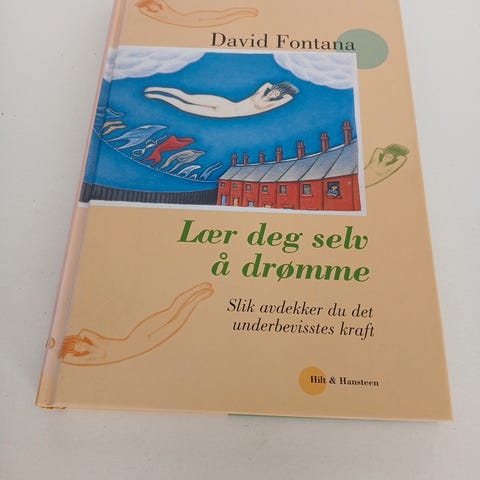 David Fontana
Lær deg selv
å drømme
Slik avdekker du det
underbevisstes kraft
Hilt & Hansteen